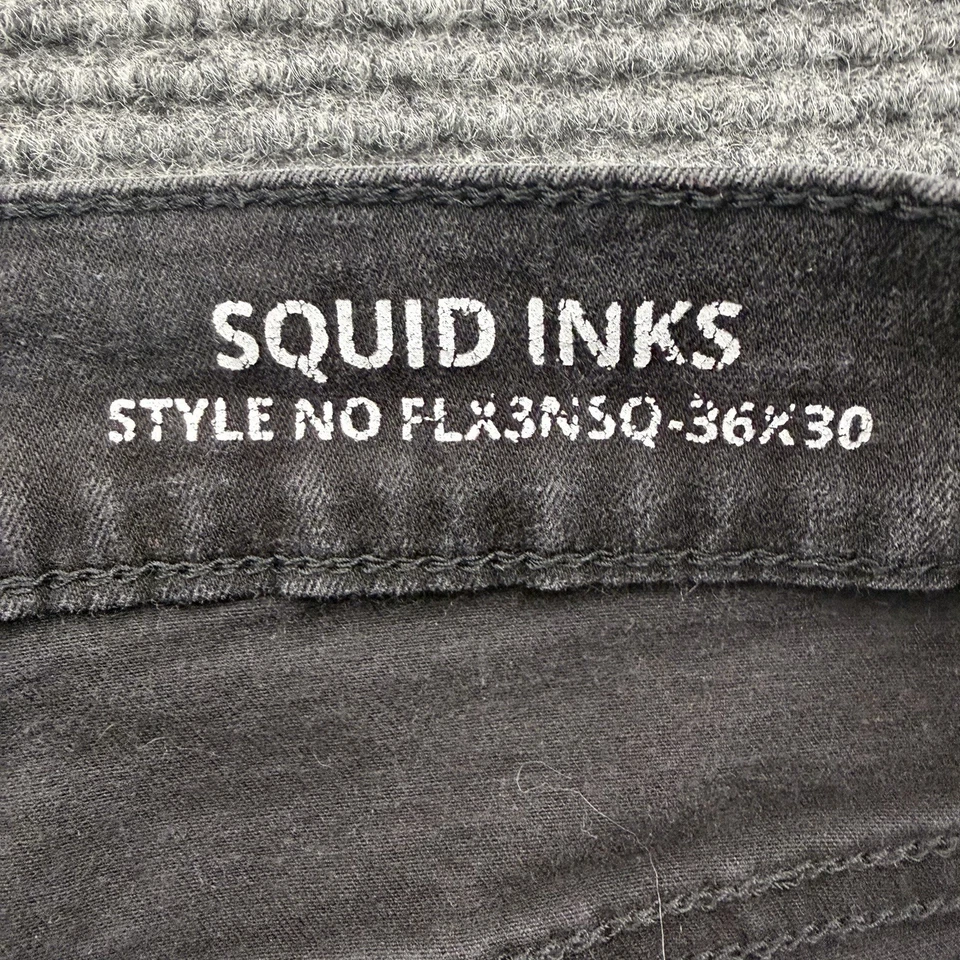 SQUID INKS
STYLE NO FLX3NSQ-36X30